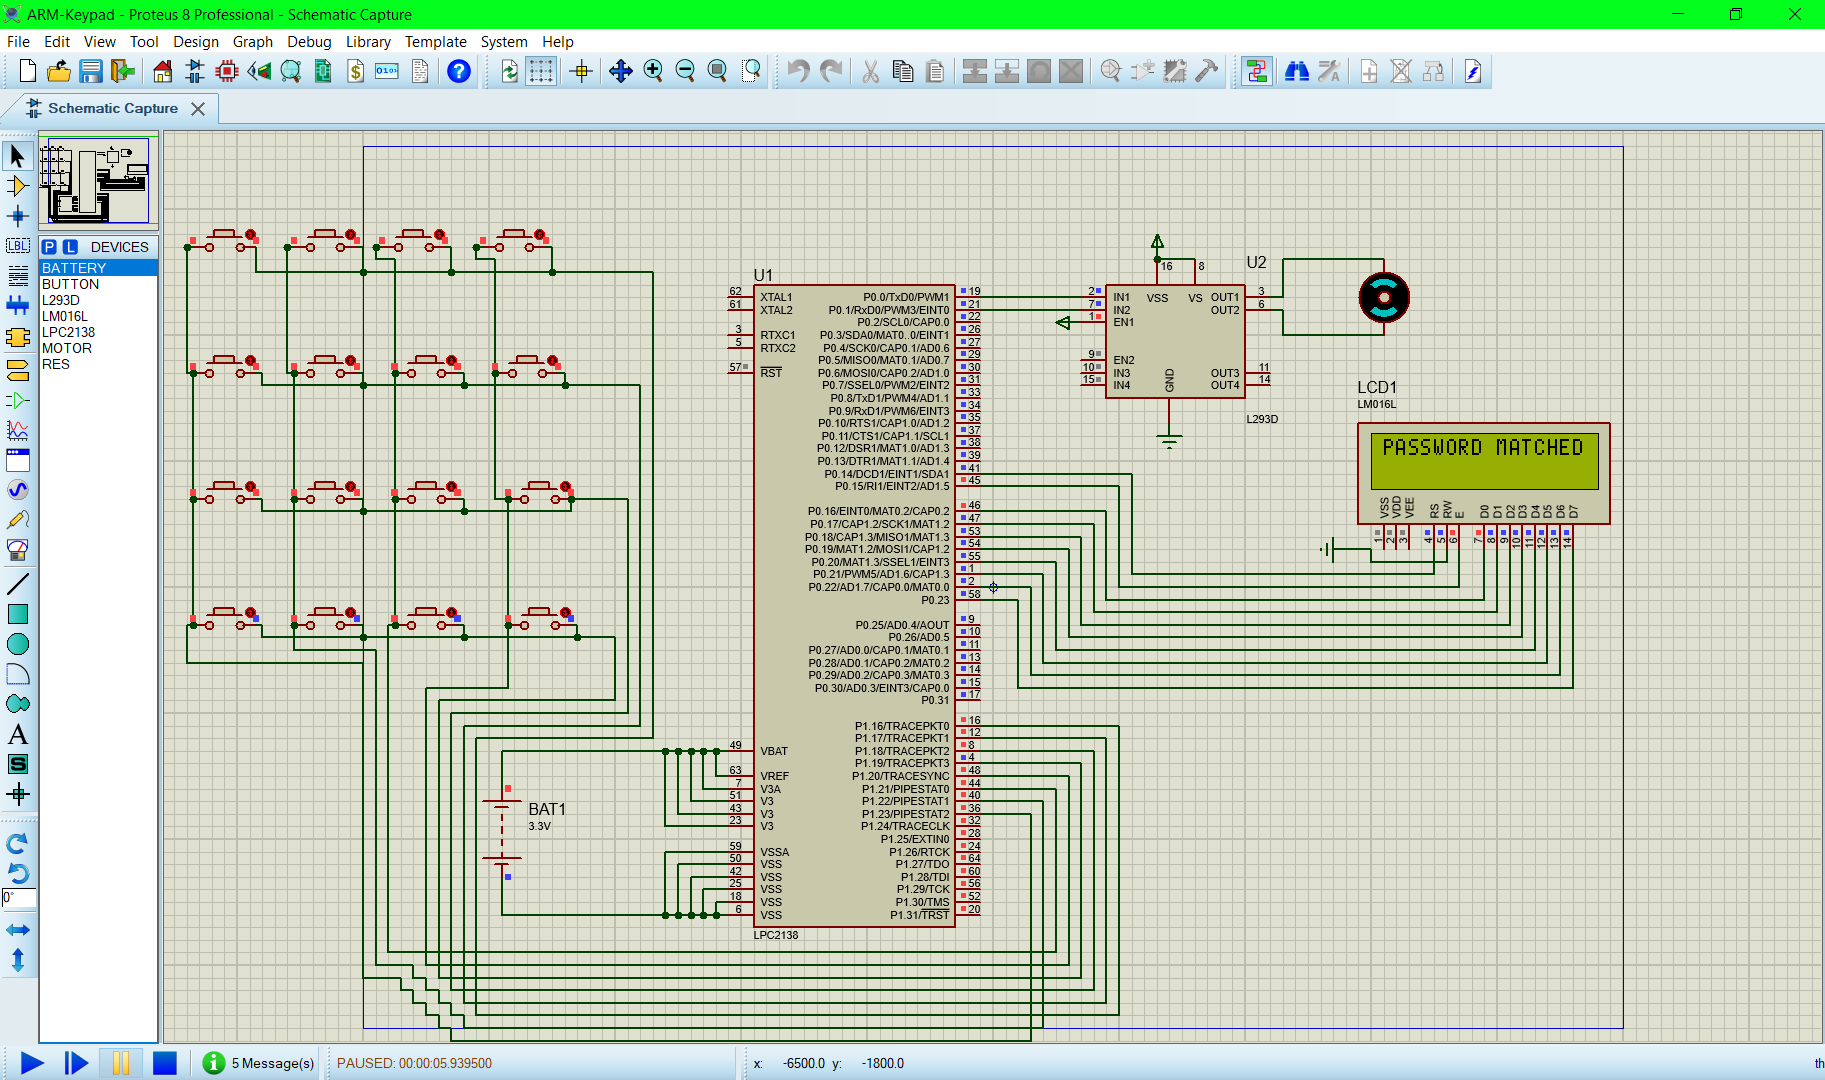 ARM-Keypad - Proteus 8 Professional - Schematic Capture
File Edit View Tool Design Graph Debug Library Template System Help
Schematic Capture
P L DEVICES
BATTERY
BUTTON
L293D
LM016L
LPC2138
MOTOR
RES
U1
62 XTAL1
61 XTAL2
3 RTXC1
5 RTXC2
57 RST
49 VBAT
63 VREF
7 V3A
51 V3
43 V3
23 V3
59 VSSA
50 VSS
42 VSS
25 VSS
18 VSS
6 VSS
P0.0/TxD0/PWM1 19
P0.1/RxD0/PWM3/EINT0 21
P0.2/SCL0/CAP0.0 22
P0.3/SDA0/MAT0..0/EINT1 26
P0.4/SCK0/CAP0.1/AD0.6 27
P0.5/MISO0/MAT0.1/AD0.7 29
P0.6/MOSI0/CAP0.2/AD1.0 30
P0.7/SSEL0/PWM2/EINT2 31
P0.8/TxD1/PWM4/AD1.1 33
P0.9/RxD1/PWM6/EINT3 34
P0.10/RTS1/CAP1.0/AD1.2 35
P0.11/CTS1/CAP1.1/SCL1 37
P0.12/DSR1/MAT1.0/AD1.3 38
P0.13/DTR1/MAT1.1/AD1.4 39
P0.14/DCD1/EINT1/SDA1 41
P0.15/RI1/EINT2/AD1.5 45
P0.16/EINT0/MAT0.2/CAP0.2 46
P0.17/CAP1.2/SCK1/MAT1.2 47
P0.18/CAP1.3/MISO1/MAT1.3 53
P0.19/MAT1.2/MOSI1/CAP1.2 54
P0.20/MAT1.3/SSEL1/EINT3 55
P0.21/PWM5/AD1.6/CAP1.3 1
P0.22/AD1.7/CAP0.0/MAT0.0 2
P0.23 58
P0.25/AD0.4/AOUT 9
P0.26/AD0.5 10
P0.27/AD0.0/CAP0.1/MAT0.1 11
P0.28/AD0.1/CAP0.2/MAT0.2 13
P0.29/AD0.2/CAP0.3/MAT0.3 14
P0.30/AD0.3/EINT3/CAP0.0 15
P0.31 17
P1.16/TRACEPKT0 16
P1.17/TRACEPKT1 12
P1.18/TRACEPKT2 8
P1.19/TRACEPKT3 4
P1.20/TRACESYNC 48
P1.21/PIPESTAT0 44
P1.22/PIPESTAT1 40
P1.23/PIPESTAT2 36
P1.24/TRACECLK 32
P1.25/EXTIN0 28
P1.26/RTCK 24
P1.27/TDO 64
P1.28/TDI 60
P1.29/TCK 56
P1.30/TMS 52
P1.31/TRST 20
LPC2138
BAT1
3.3V
U2
16 8
VSS VS
2 IN1
7 IN2
1 EN1
9 EN2
10 IN3
15 IN4
GND
OUT1 3
OUT2 6
OUT3 11
OUT4 14
L293D
LCD1
LM016L
PASSWORD MATCHED
VSS VDD VEE RS RW E D0 D1 D2 D3 D4 D5 D6 D7
1 2 3 4 5 6 7 8 9 10 11 12 13 14
0°
5 Message(s) PAUSED: 00:00:05.939500 x: -6500.0 y: -1800.0 th